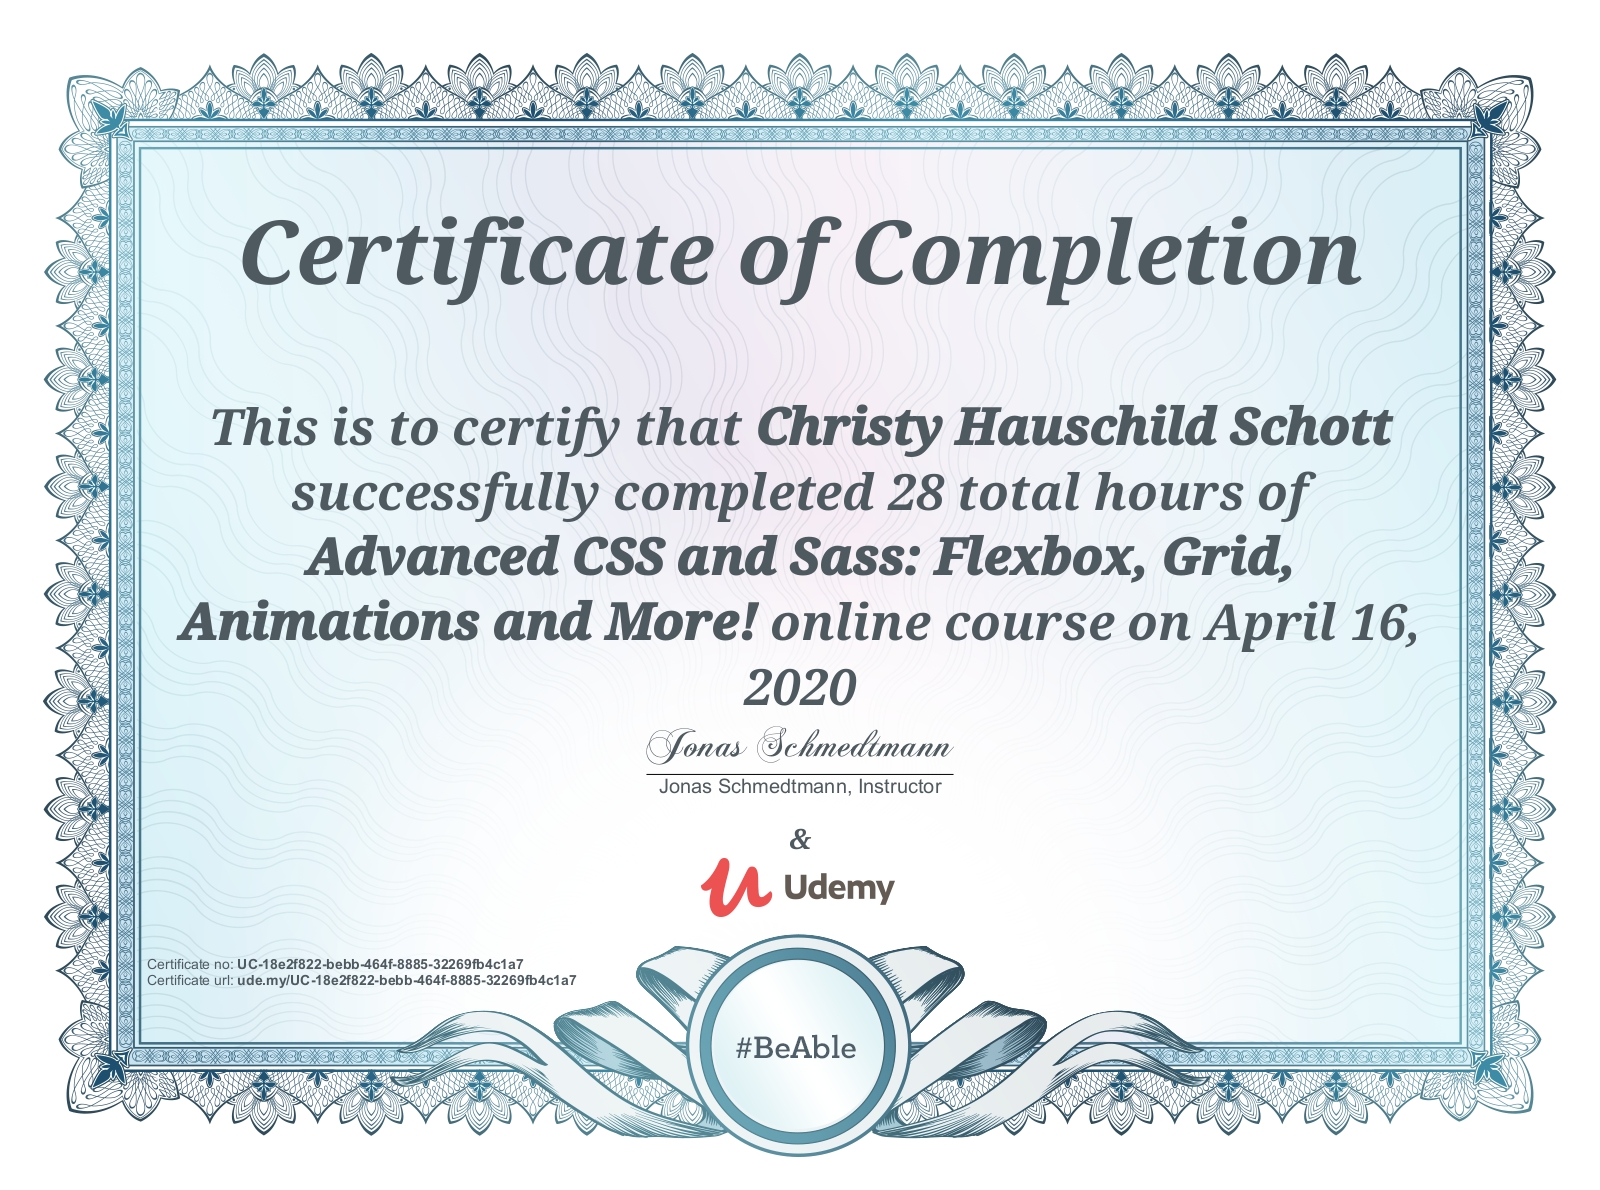 Certificate of Completion
This is to certify that Christy Hauschild Schott
successfully completed 28 total hours of
Advanced CSS and Sass: Flexbox, Grid,
Animations and More! online course on April 16,
2020
Jonas Schmedtmann
Jonas Schmedtmann, Instructor
&
Udemy
Certificate no: UC-18e2f822-bebb-464f-8885-32269fb4c1a7
Certificate url: ude.my/UC-18e2f822-bebb-464f-8885-32269fb4c1a7
#BeAble